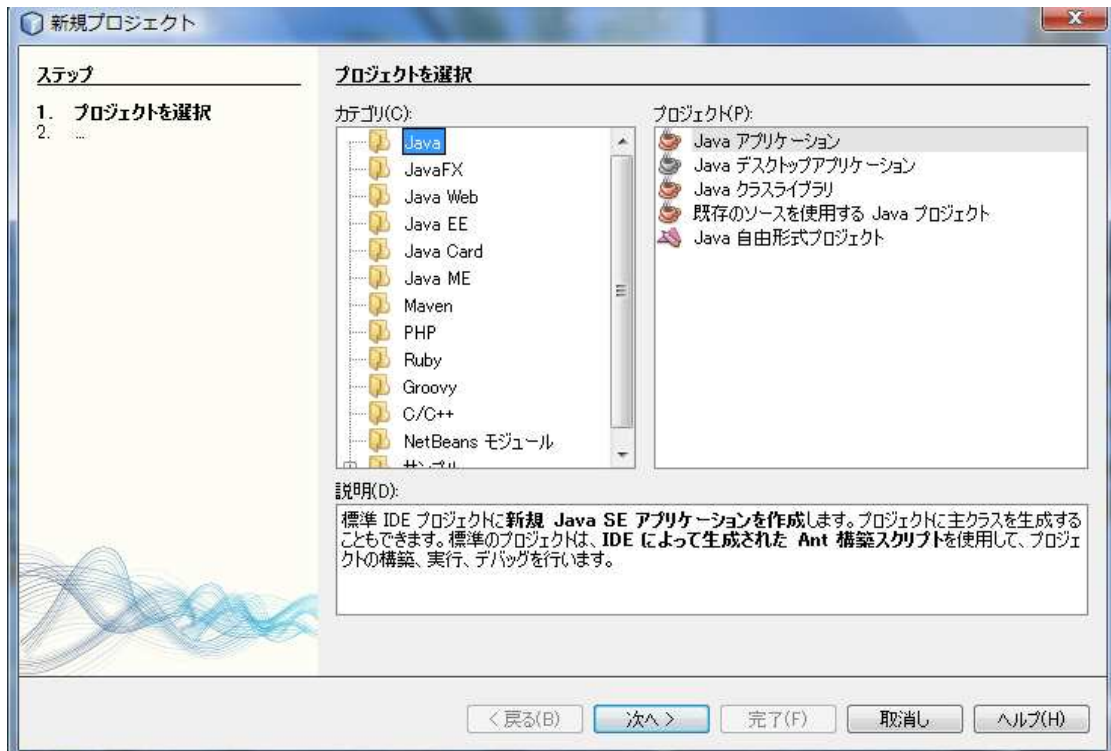 新規プロジェクト
ステップ
1. プロジェクトを選択
2. ...
プロジェクトを選択
カテゴリ(C):
Java
JavaFX
Java Web
Java EE
Java Card
Java ME
Maven
PHP
Ruby
Groovy
C/C++
NetBeans モジュール
サンプル
プロジェクト(P):
Java アプリケーション
Java デスクトップアプリケーション
Java クラスライブラリ
既存のソースを使用する Java プロジェクト
Java 自由形式プロジェクト
説明(D):
標準 IDE プロジェクトに新規 Java SE アプリケーションを作成します。プロジェクトに主クラスを生成する
こともできます。標準のプロジェクトは、IDE によって生成された Ant 構築スクリプトを使用して、プロジェ
クトの構築、実行、デバッグを行います。
< 戻る(B)
次へ >
完了(F)
取消し
ヘルプ(H)